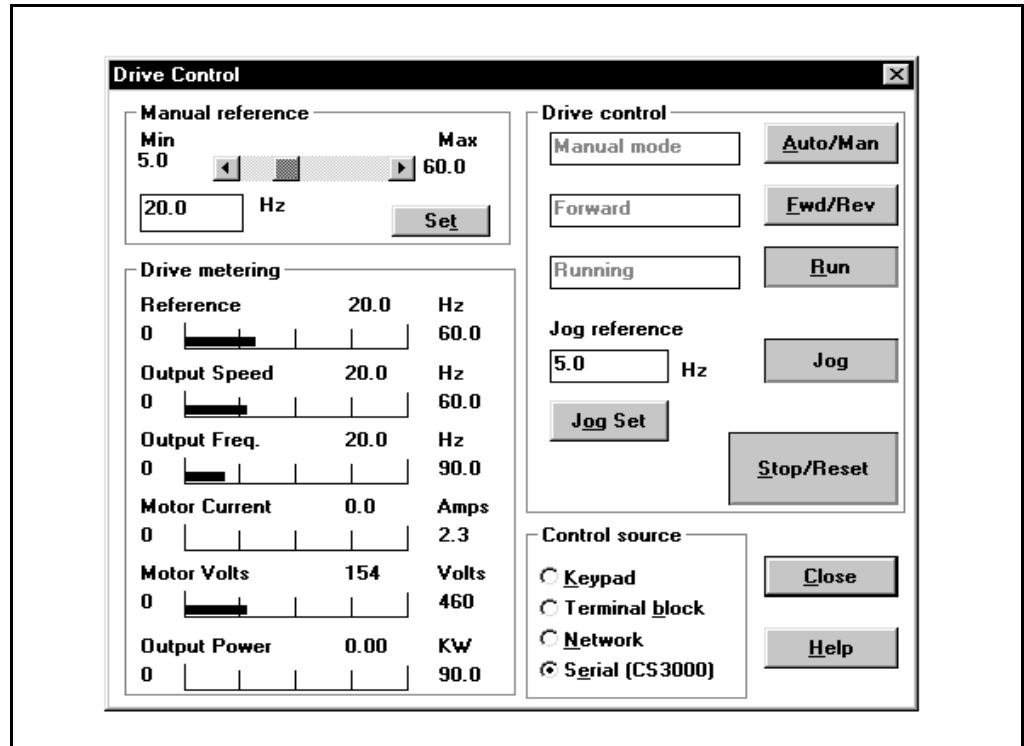 Drive Control
Manual reference
Min Max
5.0 60.0
20.0 Hz
Set
Drive metering
Reference 20.0 Hz
0 60.0
Output Speed 20.0 Hz
0 60.0
Output Freq. 20.0 Hz
0 90.0
Motor Current 0.0 Amps
0 2.3
Motor Volts 154 Volts
0 460
Output Power 0.00 KW
0 90.0
Drive control
Manual mode Auto/Man
Forward Fwd/Rev
Running Run
Jog reference
5.0 Hz Jog
Jog Set
Stop/Reset
Control source
Keypad
Terminal block
Network
Serial (CS3000)
Close
Help